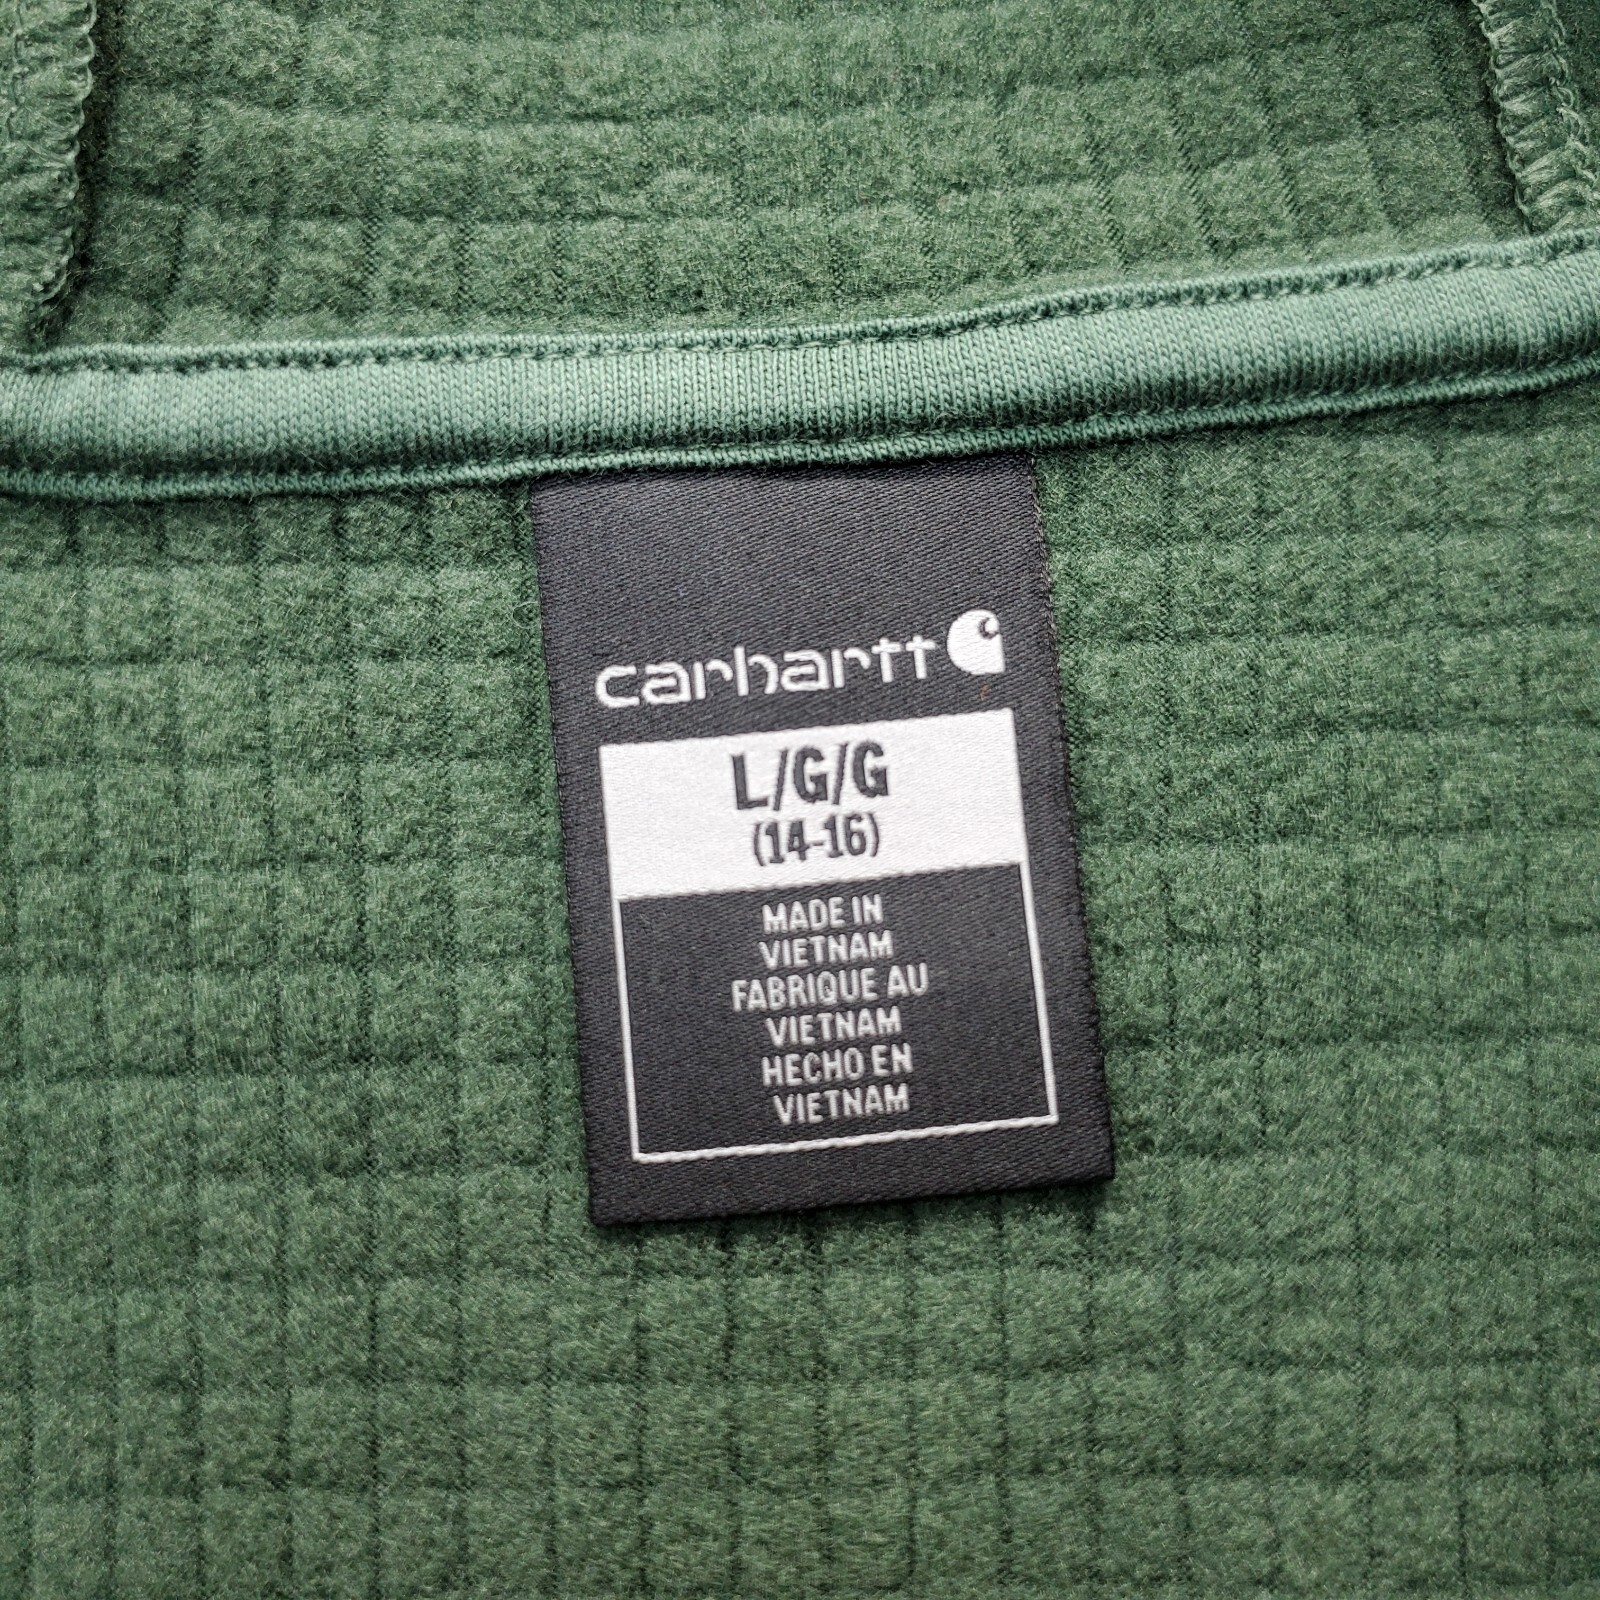 carhartt
L/G/G
(14-16)
MADE IN
VIETNAM
FABRIQUE AU
VIETNAM
HECHO EN
VIETNAM